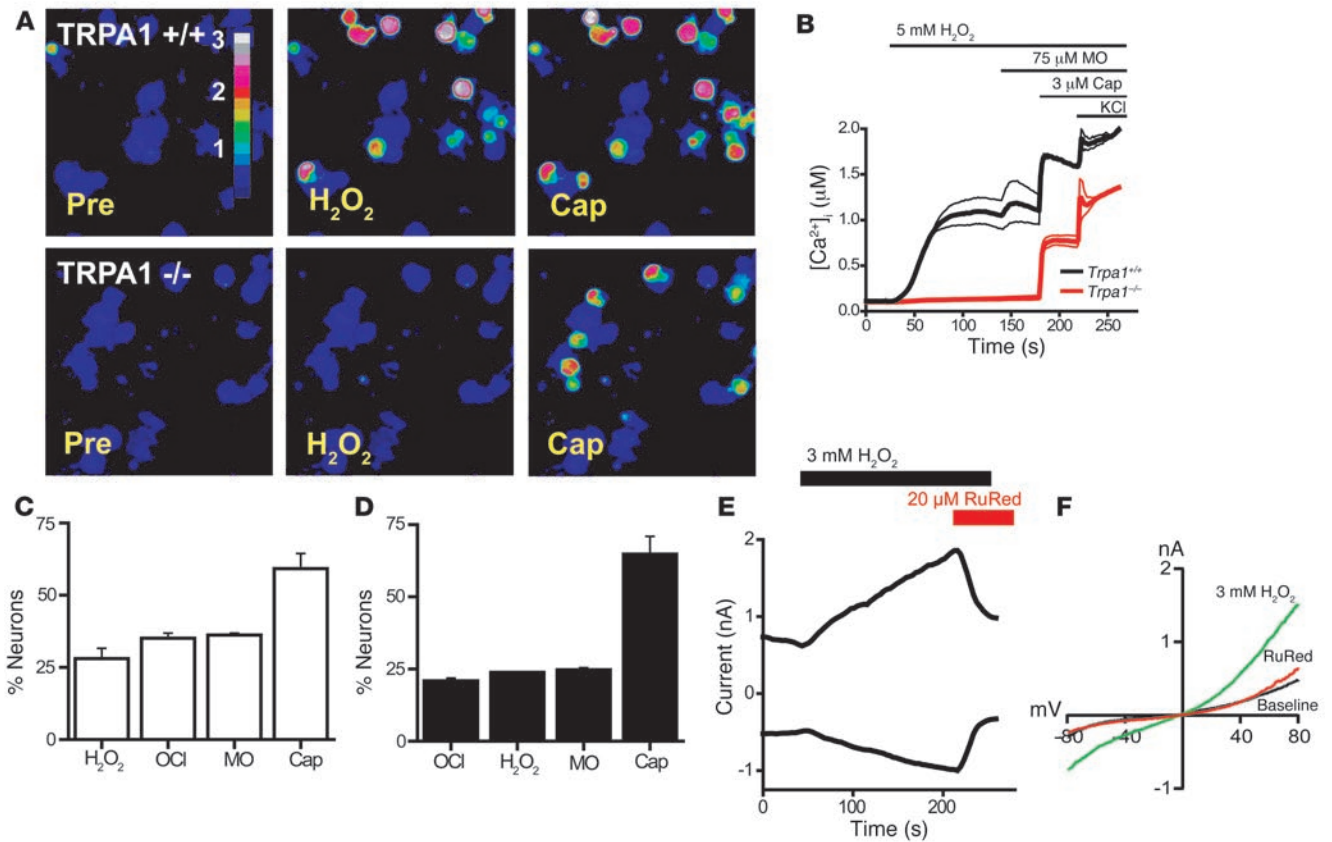 A
TRPA1 +/+
3
2
1
Pre
H₂O₂
Cap
TRPA1 -/-
Pre
H₂O₂
Cap
B
5 mM H₂O₂
75 μM MO
3 μM Cap
KCl
2.0
1.5
1.0
0.5
0.0
[Ca²⁺]ᵢ (μM)
Trpa1⁺/⁺
Trpa1⁻/⁻
0 50 100 150 200 250
Time (s)
C
75
50
25
0
% Neurons
H₂O₂ OCl MO Cap
D
75
50
25
0
% Neurons
OCl H₂O₂ MO Cap
E
3 mM H₂O₂
20 μM RuRed
2
1
0
-1
Current (nA)
0 100 200
Time (s)
F
nA
2
3 mM H₂O₂
1
RuRed
Baseline
mV
-80 -40 40 80
-1